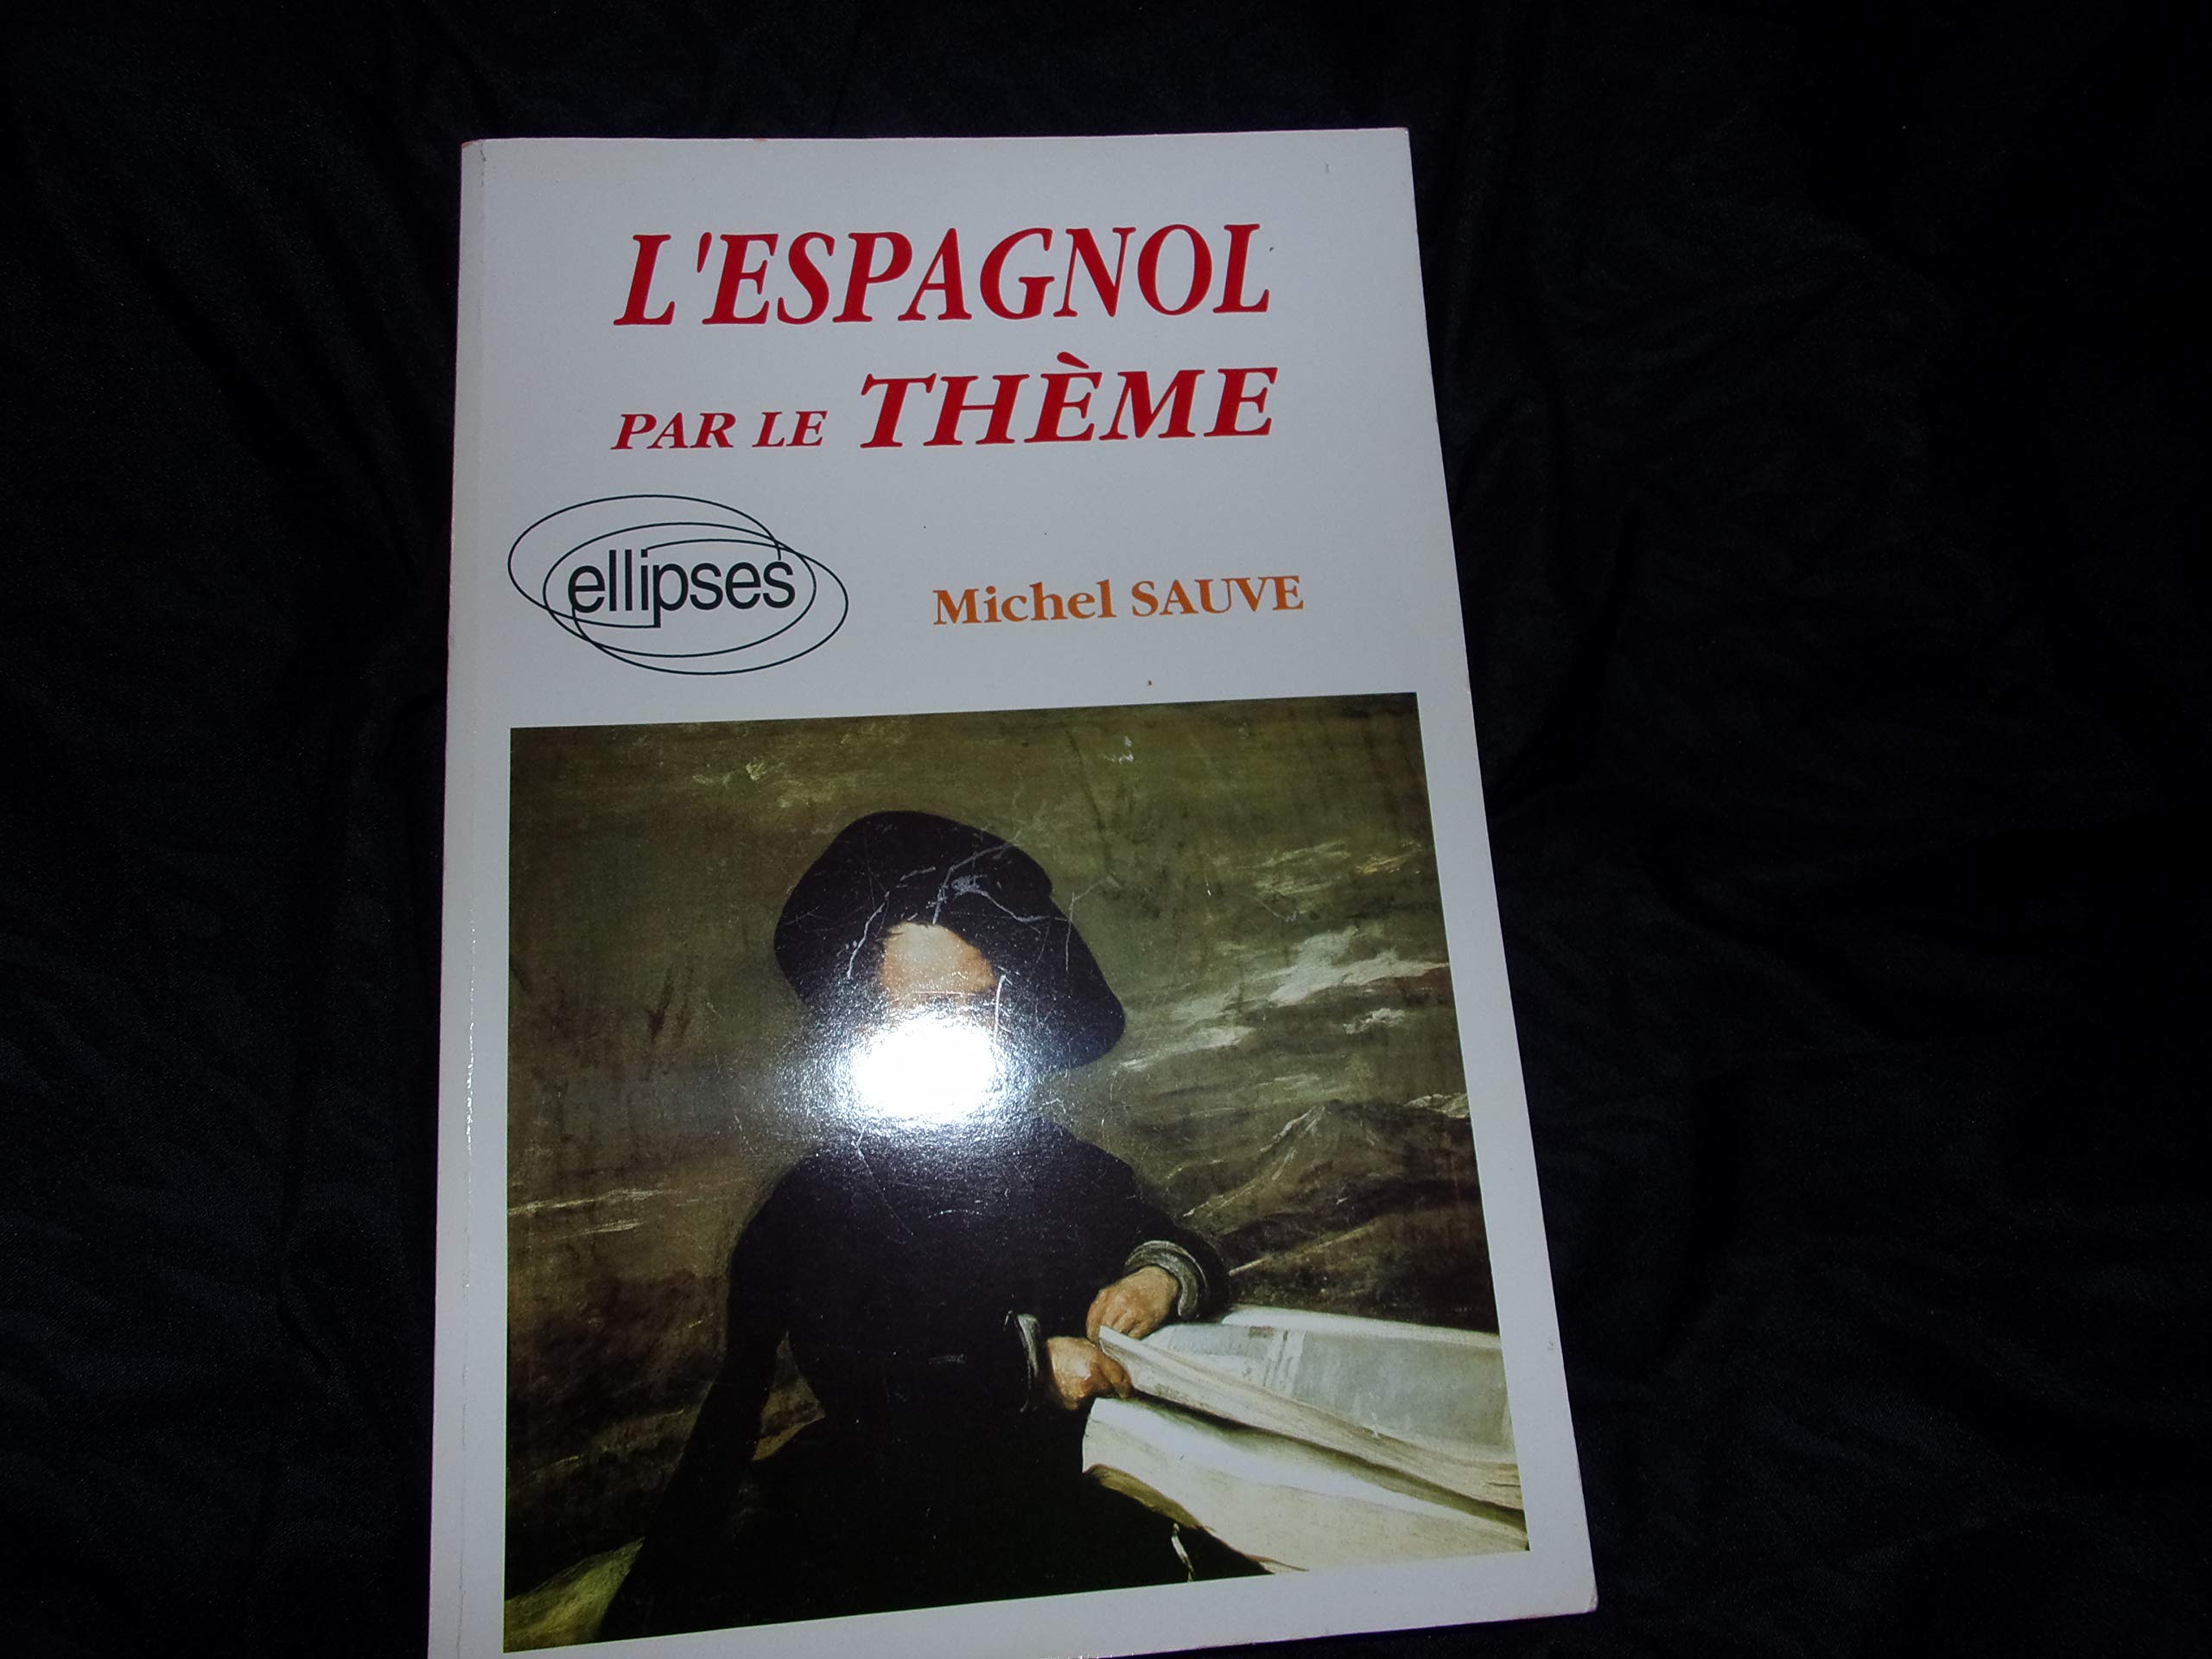 L'ESPAGNOL
PAR LE THÈME
ellipses
Michel SAUVE